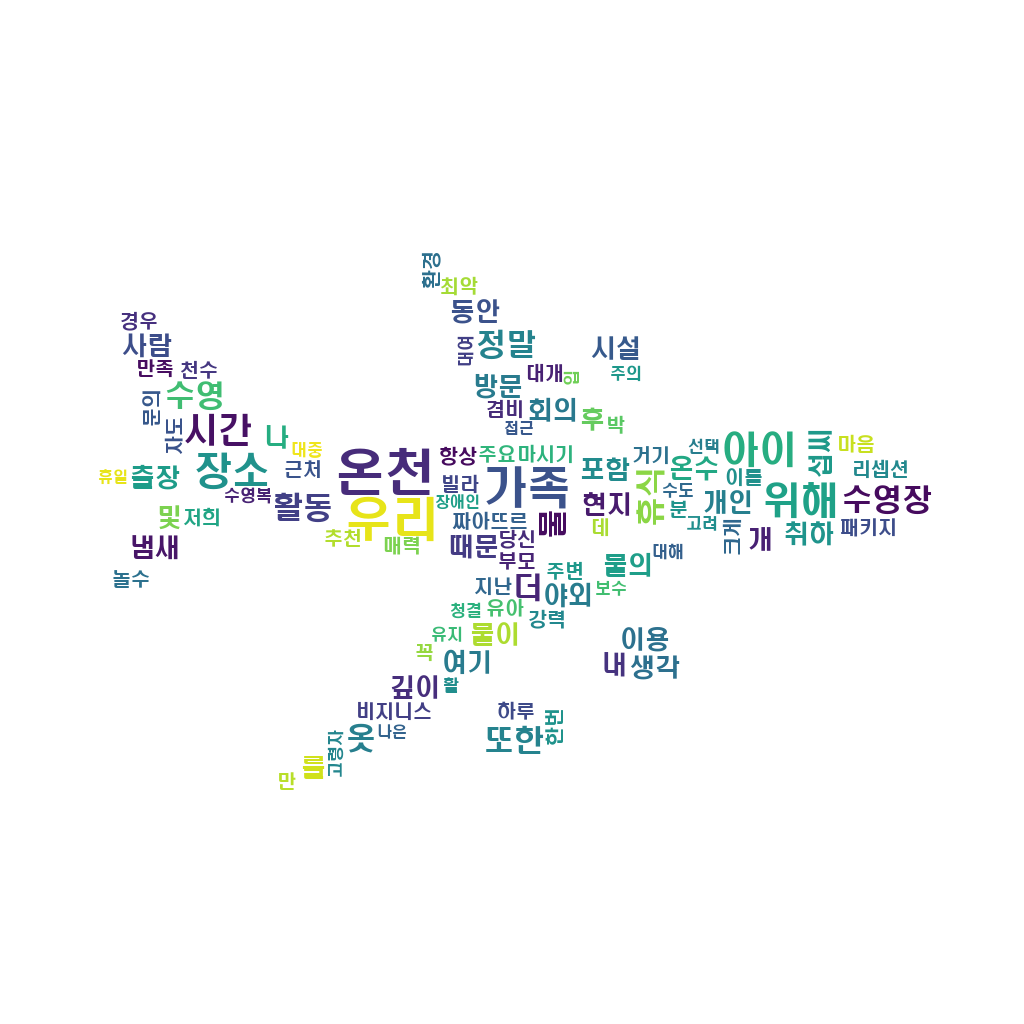 환경
최악
동안
경우
사람
대여
정말
시설
만족
천수
방문
대개
입
주의
수영
문의
겸비
회의
후
박
접근
자도
시간
나
대중
항상
주요
마시기
거기
선택
아이
섭씨
마음
휴일
출장
장소
근처
온천
빌라
가족
포함
휴식
온수
이틀
리셉션
수영복
활동
장애인
현지
수도
개인
위해
수영장
및
저희
우리
짜아뜨르
물
데
분
고려
크게
개
취하
패키지
냄새
추천
매력
때문
당신
부모
물의
대해
놀수
지난
더
야외
주변
보수
청결
유아
강력
유지
물이
꼭
여기
이용
내
생각
깊이
활
비지니스
하루
한번
옷
나은
또한
고령자
를
만